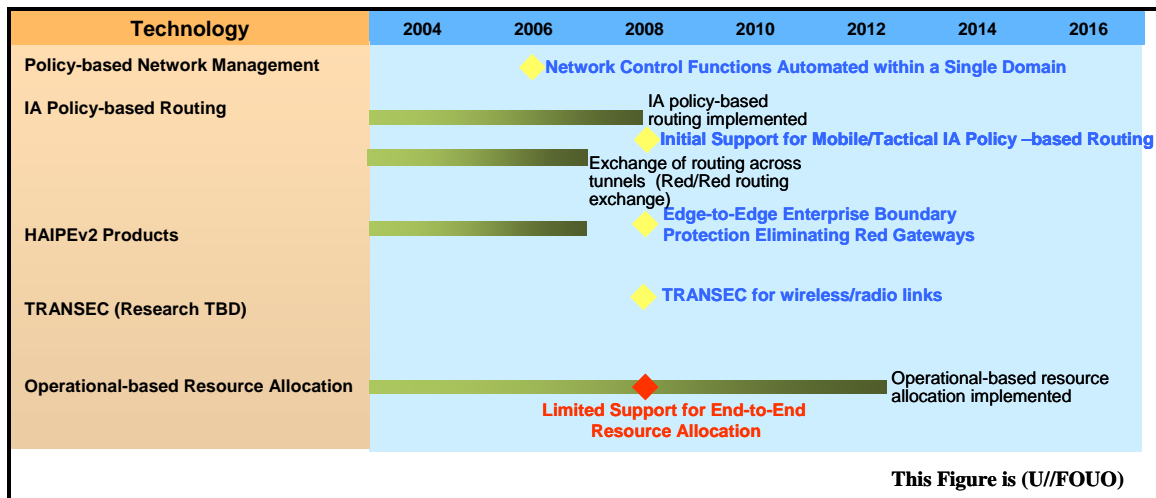 Technology
2004 2006 2008 2010 2012 2014 2016
Policy-based Network Management
Network Control Functions Automated within a Single Domain
IA Policy-based Routing
IA policy-based
routing implemented
Initial Support for Mobile/Tactical IA Policy –based Routing
Exchange of routing across
tunnels (Red/Red routing
exchange)
HAIPEv2 Products
Edge-to-Edge Enterprise Boundary
Protection Eliminating Red Gateways
TRANSEC (Research TBD)
TRANSEC for wireless/radio links
Operational-based Resource Allocation
Operational-based resource
allocation implemented
Limited Support for End-to-End
Resource Allocation
This Figure is (U//FOUO)